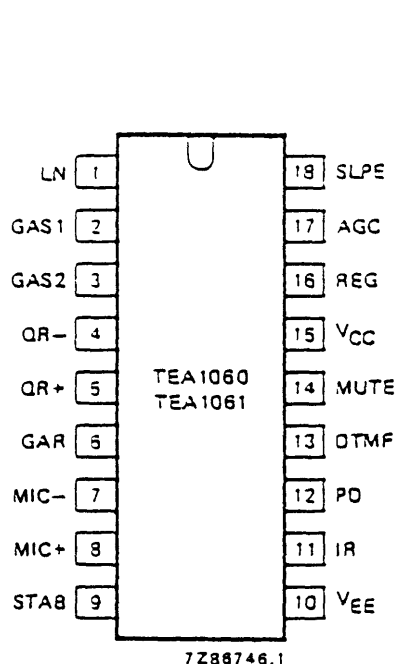 LN 1 18 SLPE
GAS1 2 17 AGC
GAS2 3 16 REG
QR– 4 15 VCC
QR+ 5 14 MUTE
GAR 6 13 DTMF
MIC– 7 12 PD
MIC+ 8 11 IR
STAB 9 10 VEE
TEA1060
TEA1061
7Z86746.1